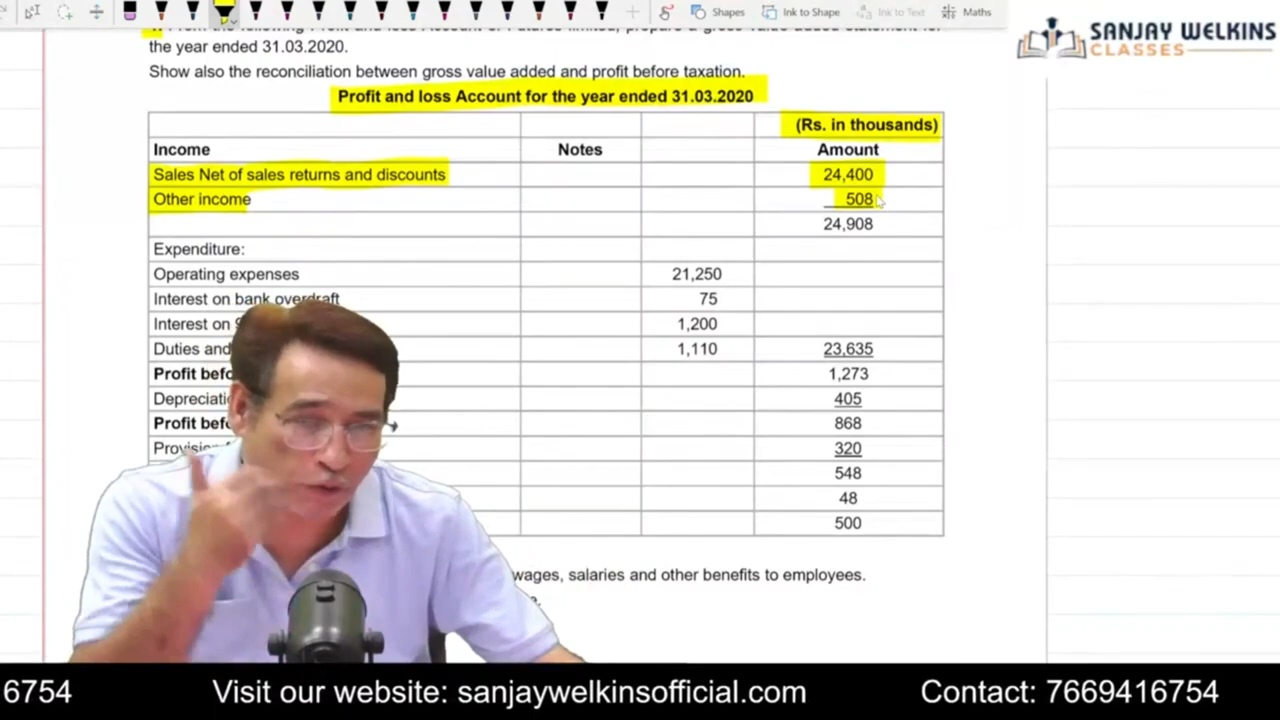 Shapes Ink to Shape Ink to Text Maths
SANJAY WELKINS
CLASSES
the year ended 31.03.2020.
Show also the reconciliation between gross value added and profit before taxation.
Profit and loss Account for the year ended 31.03.2020
(Rs. in thousands)
Income Notes Amount
Sales Net of sales returns and discounts 24,400
Other income 508
24,908
Expenditure:
Operating expenses 21,250
Interest on bank overdraft 75
Interest on 1,200
Duties and 1,110 23,635
Profit 1,273
405
Profit 868
320
548
48
500
wages, salaries and other benefits to employees.
6754 Visit our website: sanjaywelkinsofficial.com Contact: 7669416754